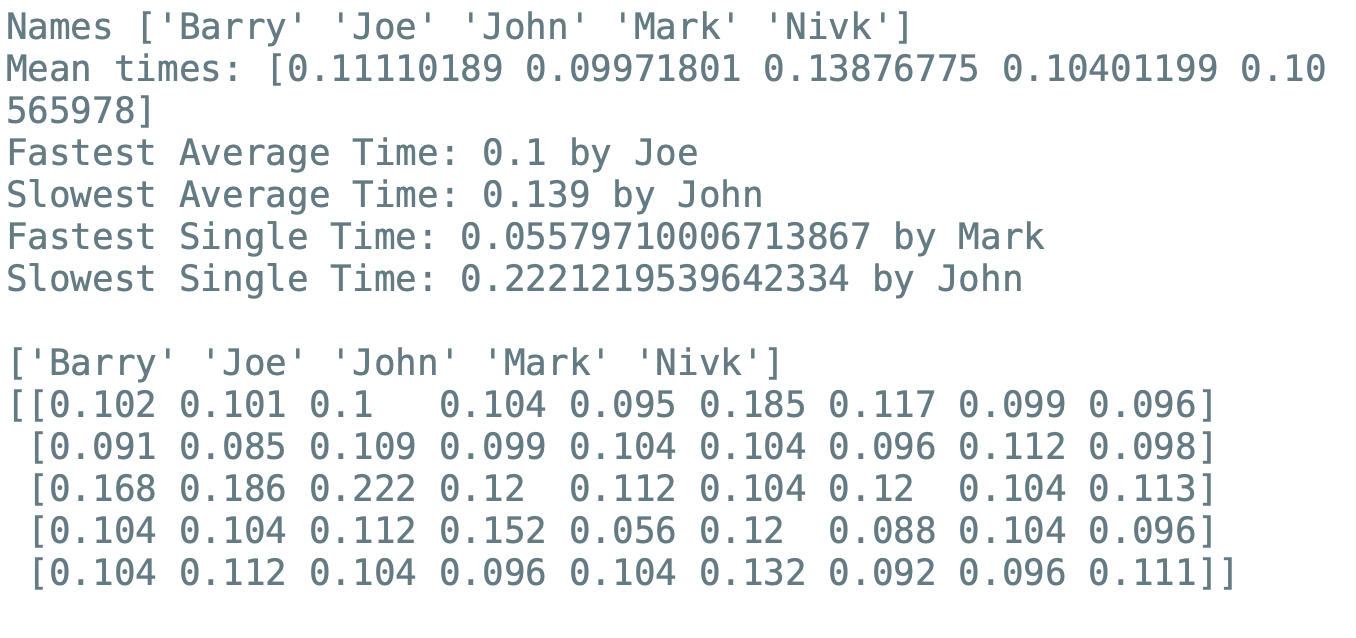 Names ['Barry' 'Joe' 'John' 'Mark' 'Nivk']
Mean times: [0.11110189 0.09971801 0.13876775 0.10401199 0.10
565978]
Fastest Average Time: 0.1 by Joe
Slowest Average Time: 0.139 by John
Fastest Single Time: 0.05579710006713867 by Mark
Slowest Single Time: 0.2221219539642334 by John

['Barry' 'Joe' 'John' 'Mark' 'Nivk']
[[0.102 0.101 0.1   0.104 0.095 0.185 0.117 0.099 0.096]
 [0.091 0.085 0.109 0.099 0.104 0.104 0.096 0.112 0.098]
 [0.168 0.186 0.222 0.12  0.112 0.104 0.12  0.104 0.113]
 [0.104 0.104 0.112 0.152 0.056 0.12  0.088 0.104 0.096]
 [0.104 0.112 0.104 0.096 0.104 0.132 0.092 0.096 0.111]]